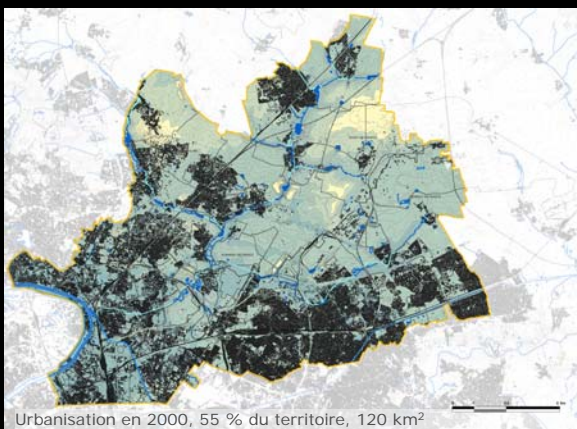 Urbanisation en 2000, 55 % du territoire, 120 km²